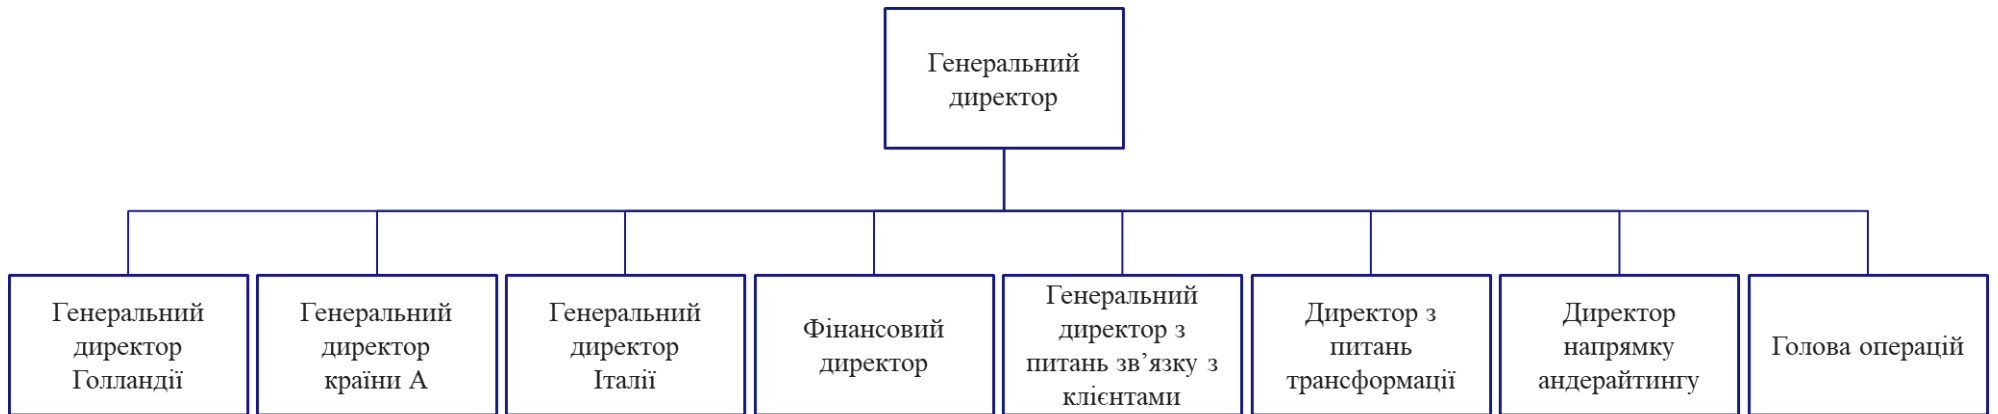 Генеральний
директор
Генеральний
директор
Голландії
Генеральний
директор
країни А
Генеральний
директор
Італії
Фінансовий
директор
Генеральний
директор з
питань зв’язку з
клієнтами
Директор з
питань
трансформації
Директор
напрямку
андерайтингу
Голова операцій